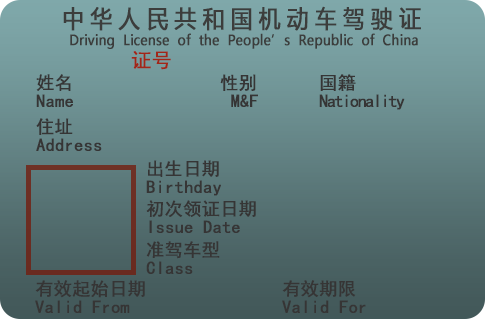 中华人民共和国机动车驾驶证
Driving License of the People's Republic of China
证号
姓名 性别 国籍
Name M&F Nationality
住址
Address
出生日期
Birthday
初次领证日期
Issue Date
准驾车型
Class
有效起始日期 有效期限
Valid From Valid For